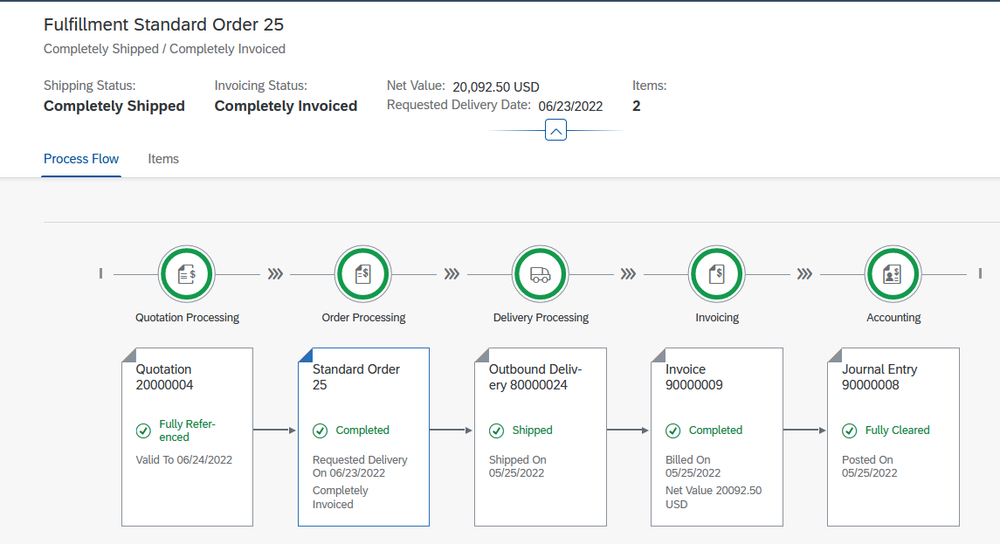 Fulfillment Standard Order 25
Completely Shipped / Completely Invoiced
Shipping Status:
Completely Shipped
Invoicing Status:
Completely Invoiced
Net Value: 20,092.50 USD
Requested Delivery Date: 06/23/2022
Items:
2
Process Flow
Items
$
$
$
$
Quotation Processing
Order Processing
Delivery Processing
Invoicing
Accounting
Quotation
20000004
Fully Refer-
enced
Valid To 06/24/2022
Standard Order
25
Completed
Requested Delivery
On 06/23/2022
Completely
Invoiced
Outbound Deliv-
ery 80000024
Shipped
Shipped On
05/25/2022
Invoice
90000009
Completed
Billed On
05/25/2022
Net Value 20092.50
USD
Journal Entry
90000008
Fully Cleared
Posted On
05/25/2022